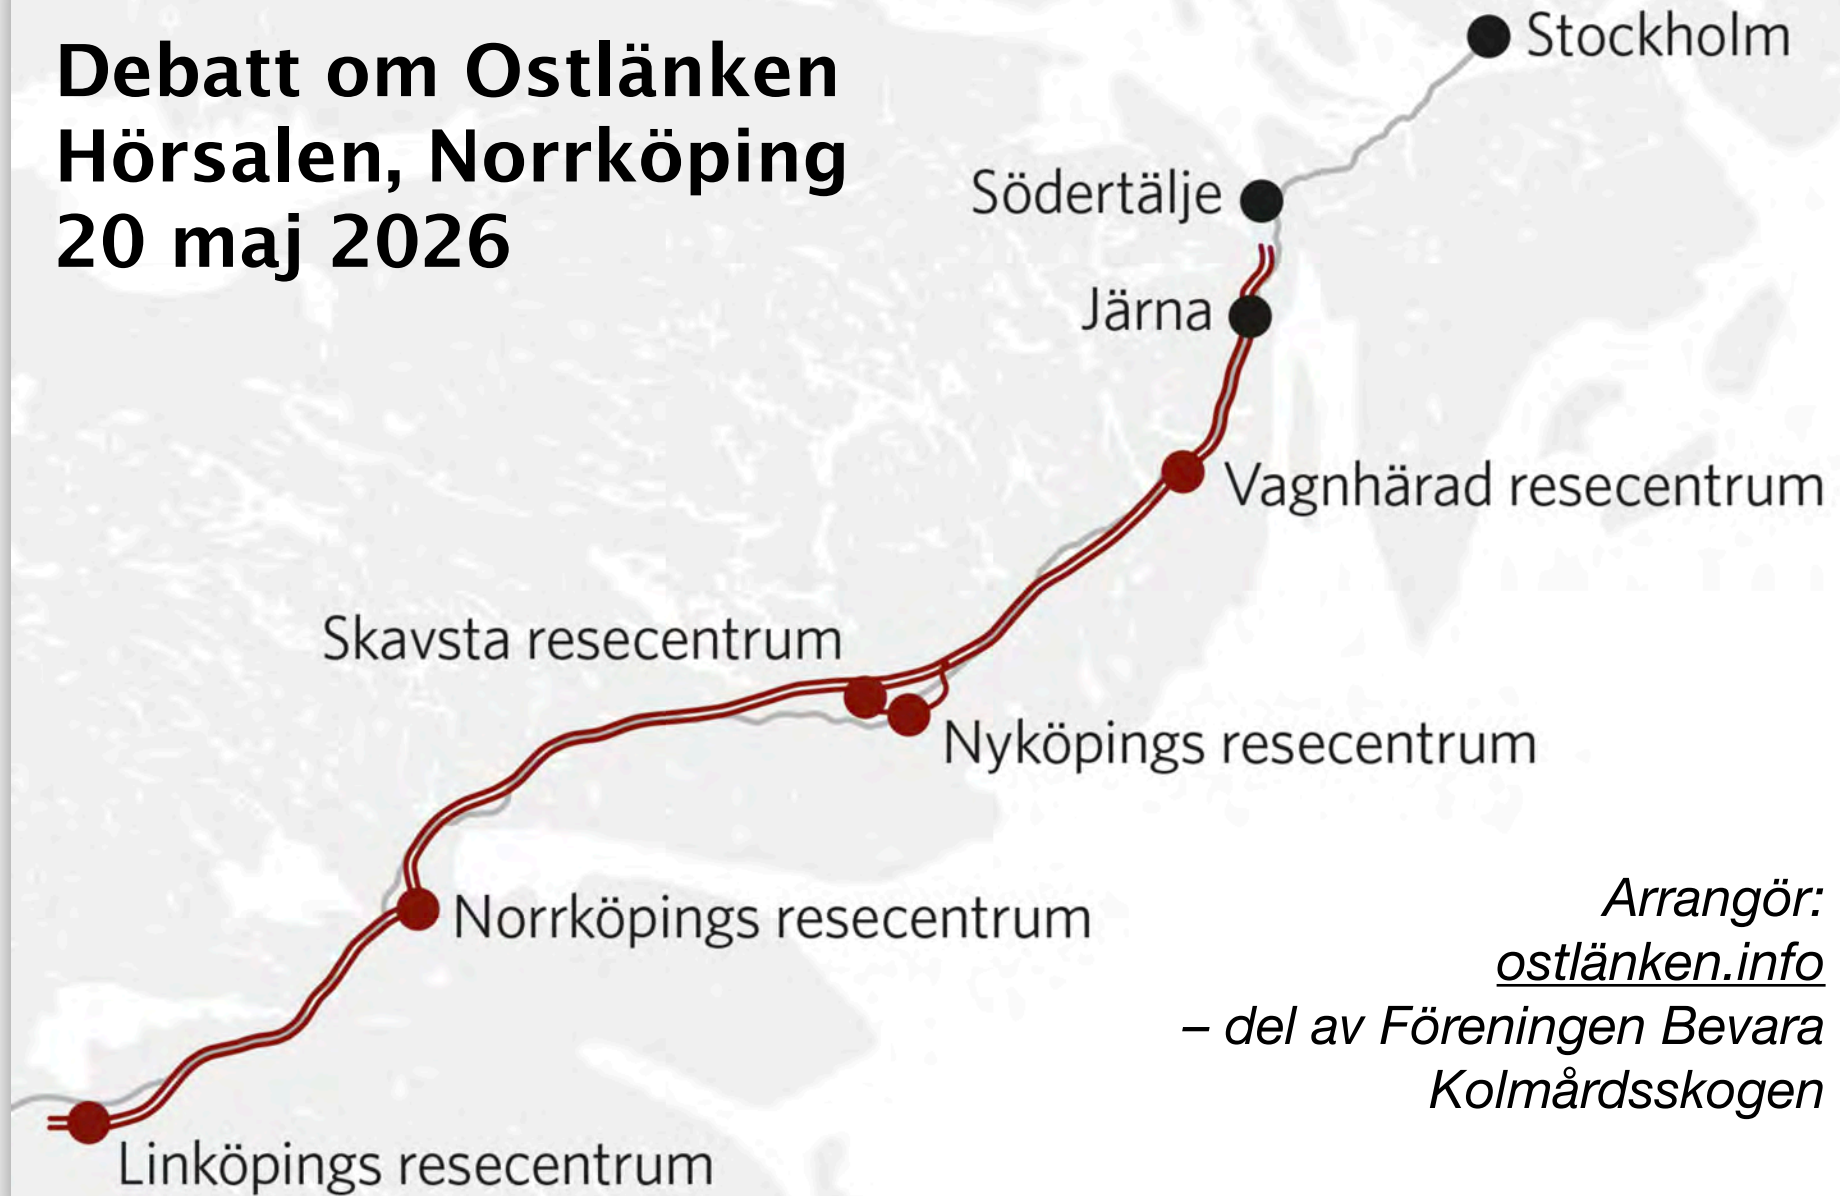 Debatt om Ostlänken
Hörsalen, Norrköping
20 maj 2026
Stockholm
Södertälje
Järna
Vagnhärad resecentrum
Skavsta resecentrum
Nyköpings resecentrum
Norrköpings resecentrum
Linköpings resecentrum
Arrangör:
ostlänken.info
– del av Föreningen Bevara
Kolmårdsskogen